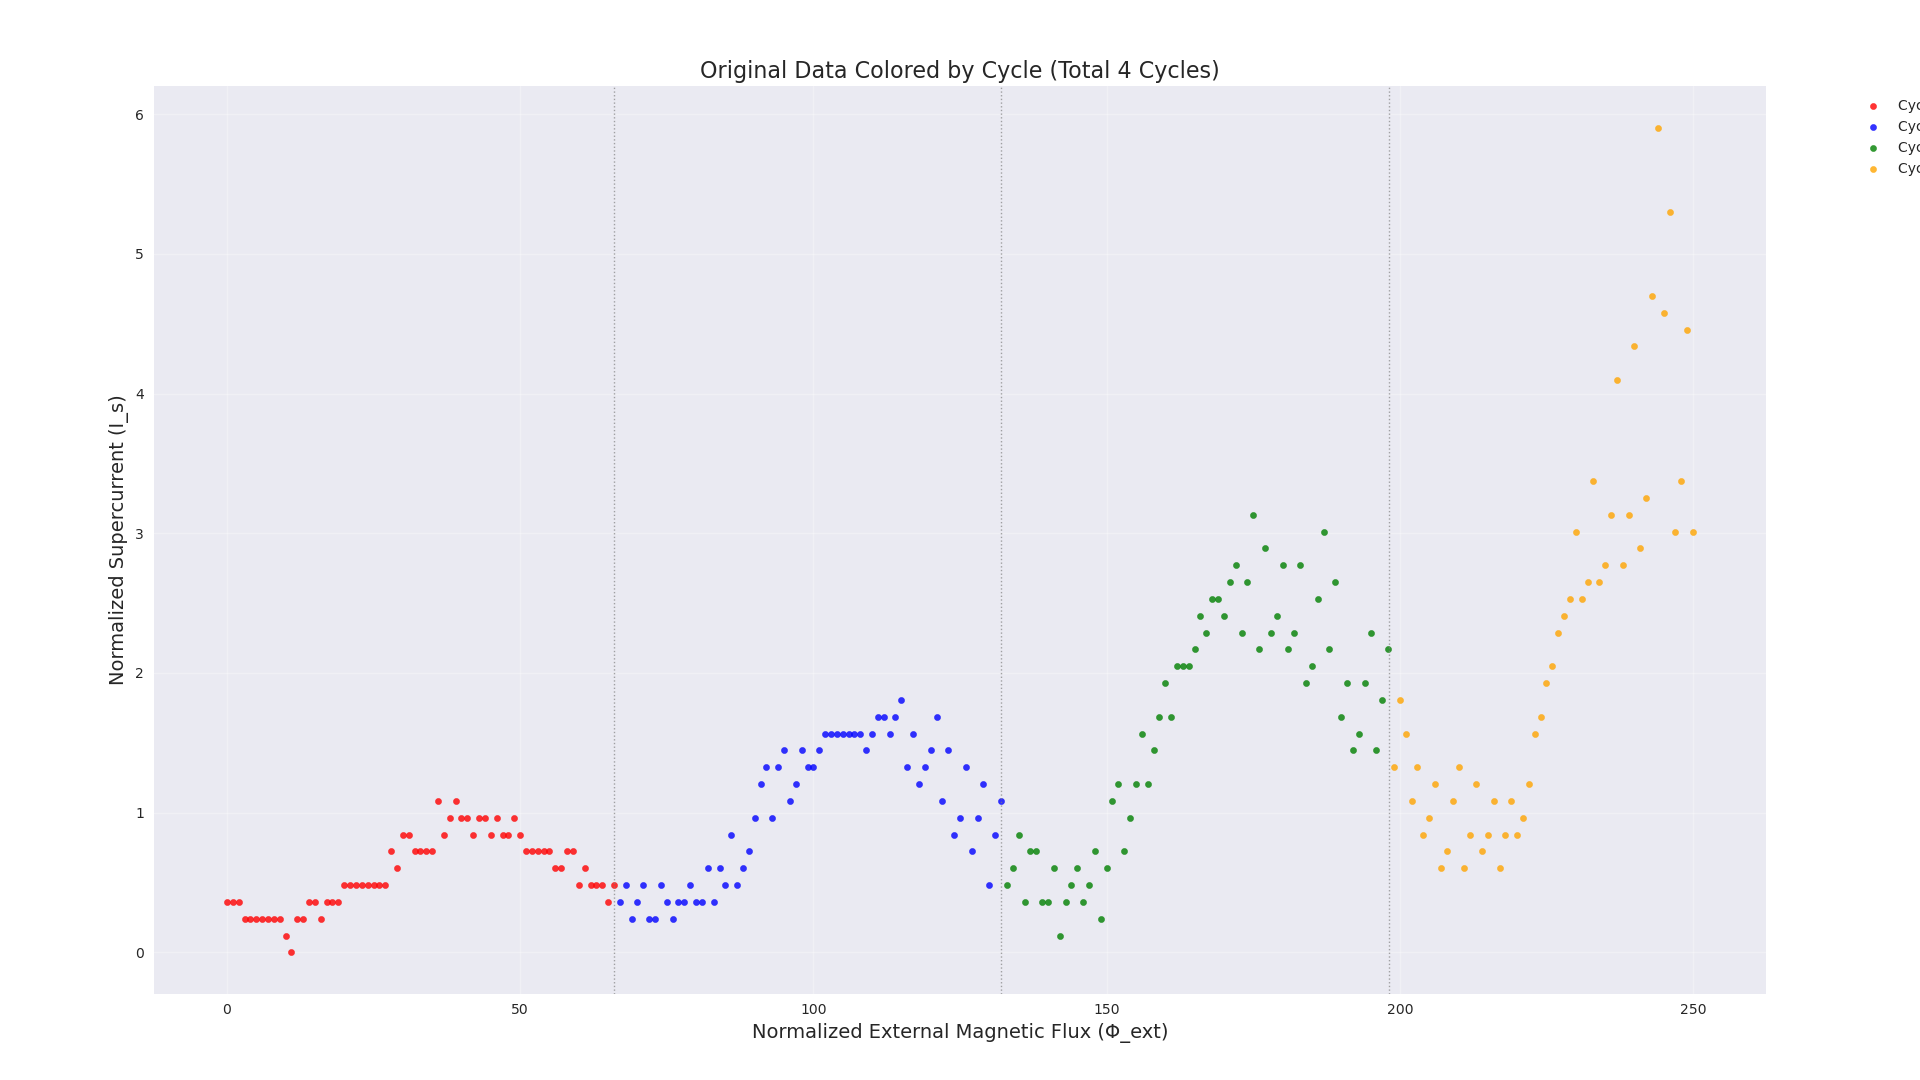 Original Data Colored by Cycle (Total 4 Cycles)
6
5
4
3
2
1
0
Normalized Supercurrent (I_s)
0 50 100 150 200 250
Normalized External Magnetic Flux (Φ_ext)
Cyc
Cyc
Cyc
Cyc